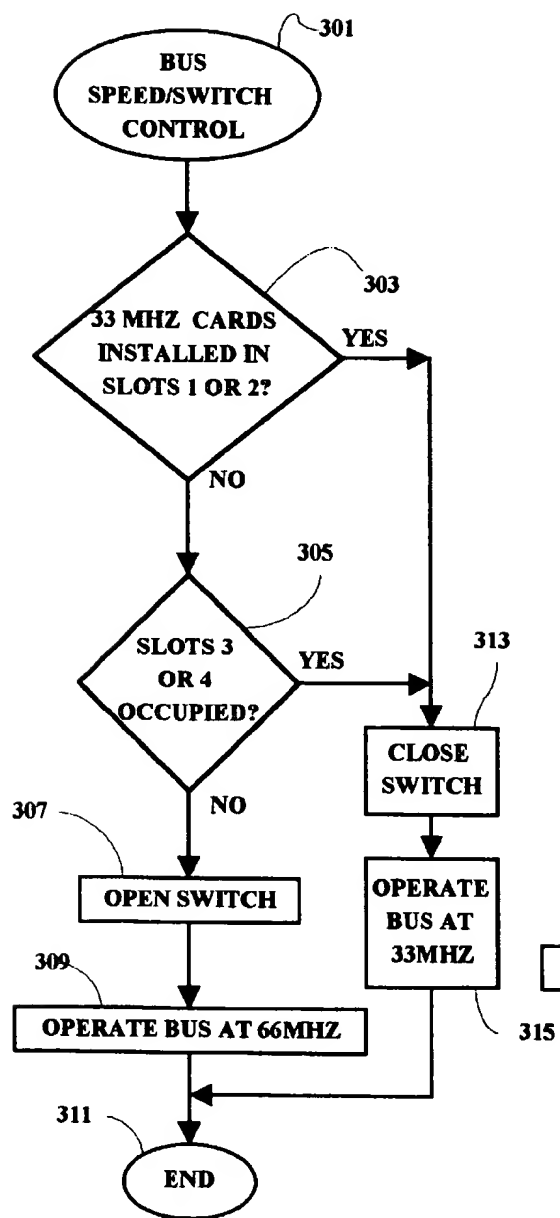 301
BUS
SPEED/SWITCH
CONTROL
303
33 MHZ CARDS
INSTALLED IN
SLOTS 1 OR 2?
YES
NO
305
SLOTS 3
OR 4
OCCUPIED?
YES
NO
313
CLOSE
SWITCH
307
OPEN SWITCH
OPERATE
BUS AT
33MHZ
315
309
OPERATE BUS AT 66MHZ
311
END